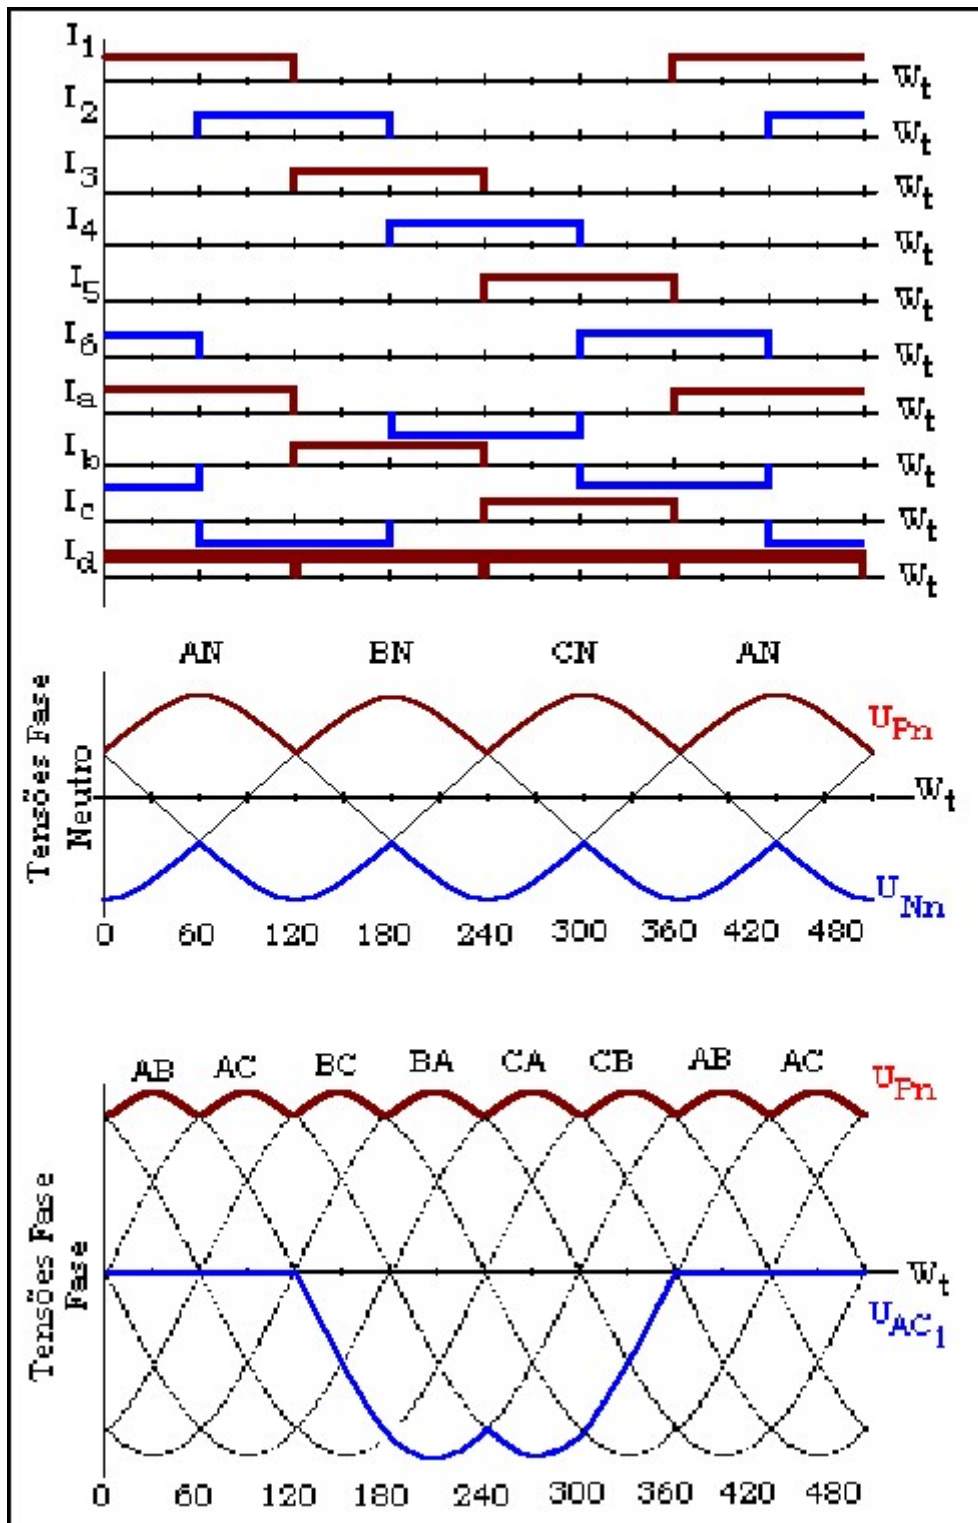 I1
Wt
I2
Wt
I3
Wt
I4
Wt
I5
Wt
I6
Wt
Ia
Wt
Ib
Wt
Ic
Wt
Id
Wt
AN BN CN AN
Tensões Fase
Neutro
UPn
Wt
UNn
0 60 120 180 240 300 360 420 480
AB AC BC BA CA CB AB AC
UPn
Tensões Fase
Fase
Wt
UAC1
0 60 120 180 240 300 360 420 480